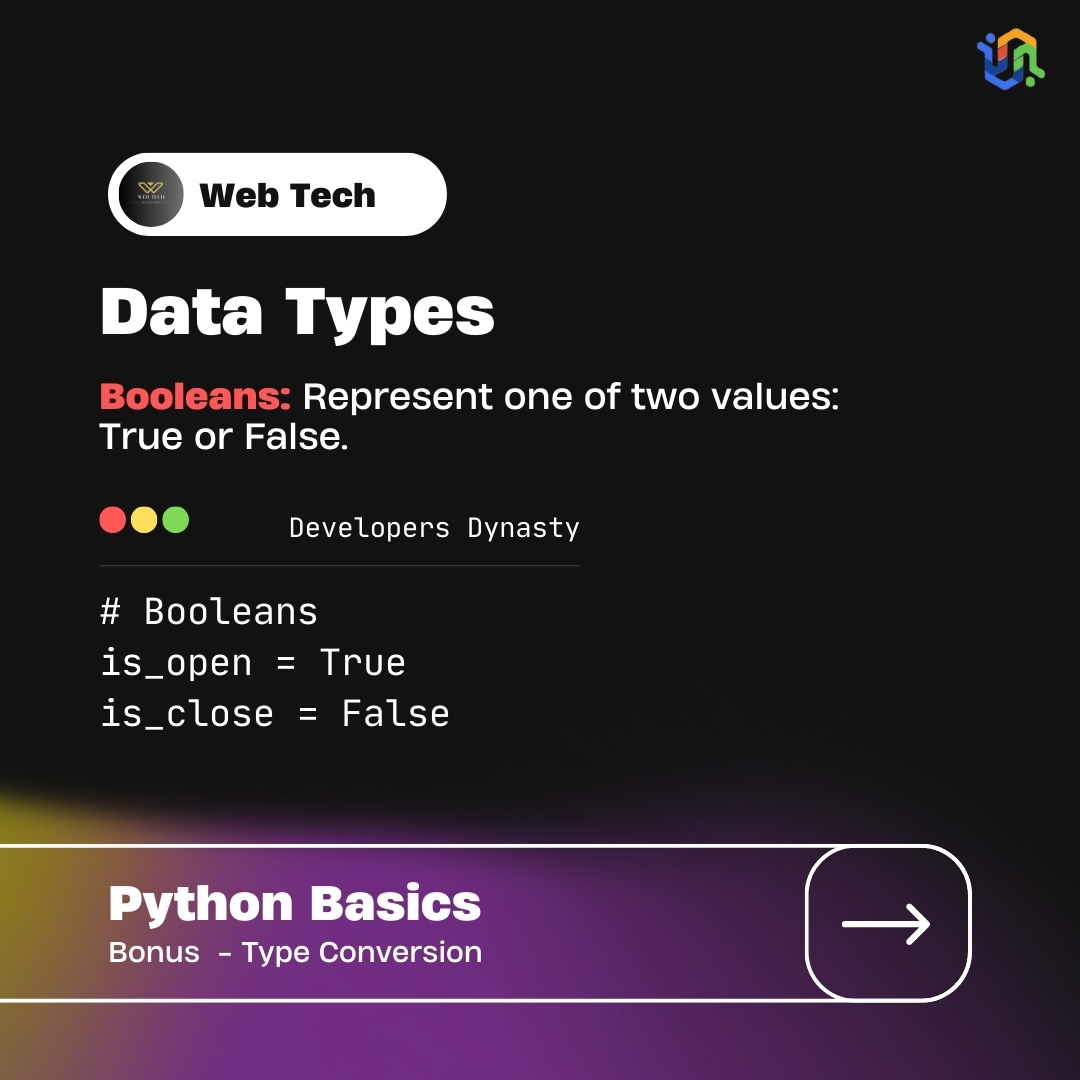 Web Tech
Data Types
Booleans: Represent one of two values:
True or False.
Developers Dynasty
# Booleans
is_open = True
is_close = False
Python Basics
Bonus  - Type Conversion